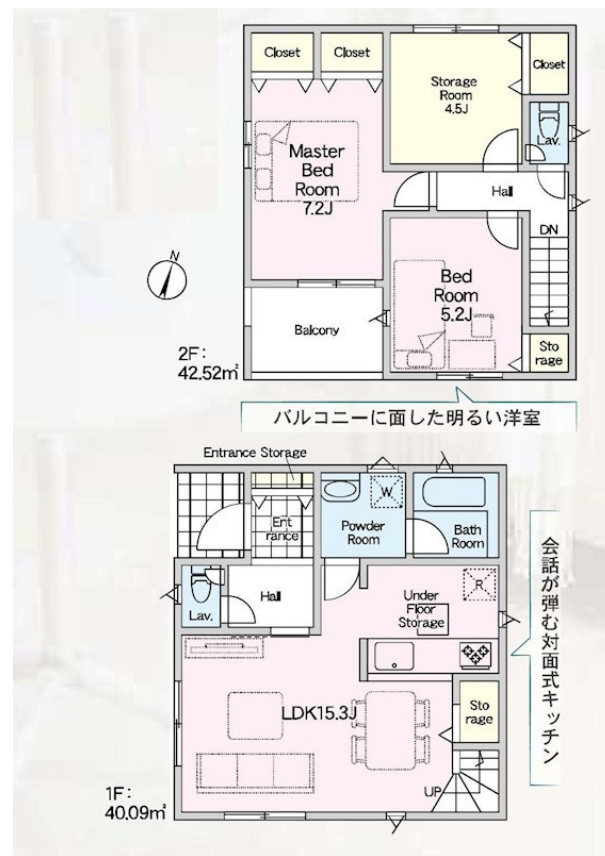 Closet
Closet
Closet
Storage
Room
4.5J
Lav.
Master
Bed
Room
7.2J
Hall
DN
N
Bed
Room
5.2J
Balcony
Sto
rage
2F:
42.52㎡
バルコニーに面した明るい洋室
Entrance Storage
W
Ent
rance
Powder
Room
Bath
Room
Lav.
Hall
Under
Floor
Storage
R
会話が弾む対面式キッチン
LDK15.3J
Sto
rage
UP
1F:
40.09㎡